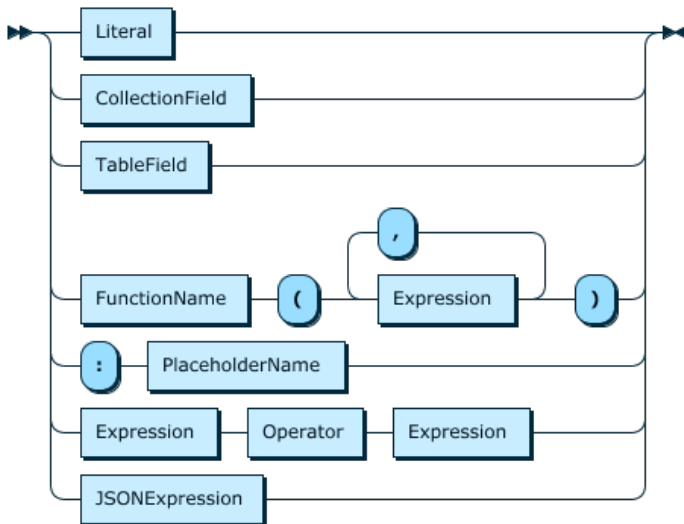 Literal
CollectionField
TableField
,
FunctionName ( Expression )
: PlaceholderName
Expression Operator Expression
JSONExpression